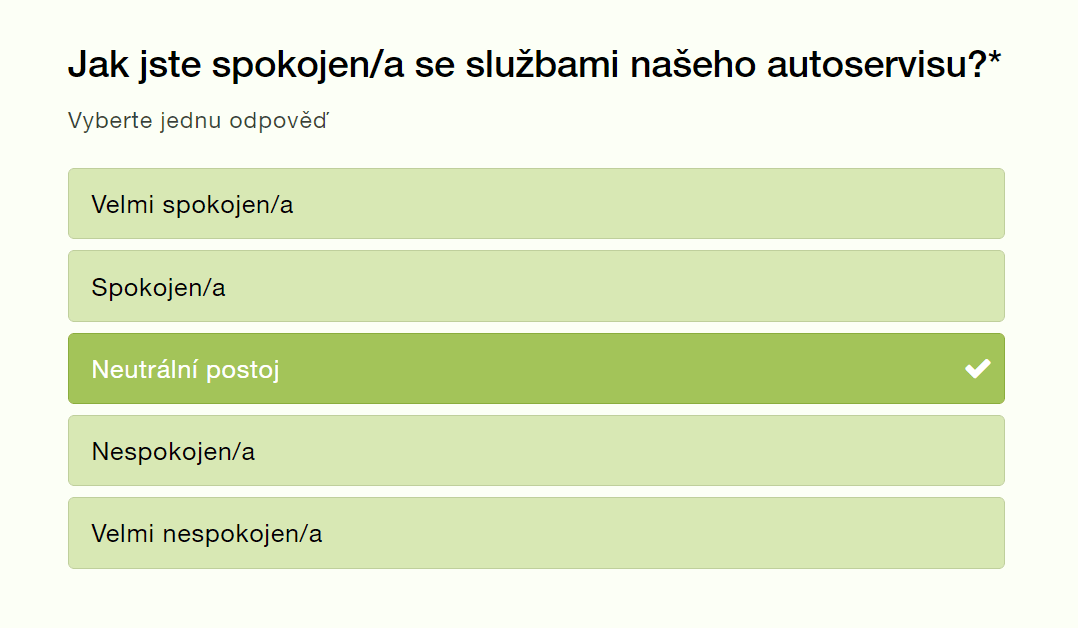 Jak jste spokojen/a se službami našeho autoservisu?*
Vyberte jednu odpověď
Velmi spokojen/a
Spokojen/a
Neutrální postoj
Nespokojen/a
Velmi nespokojen/a